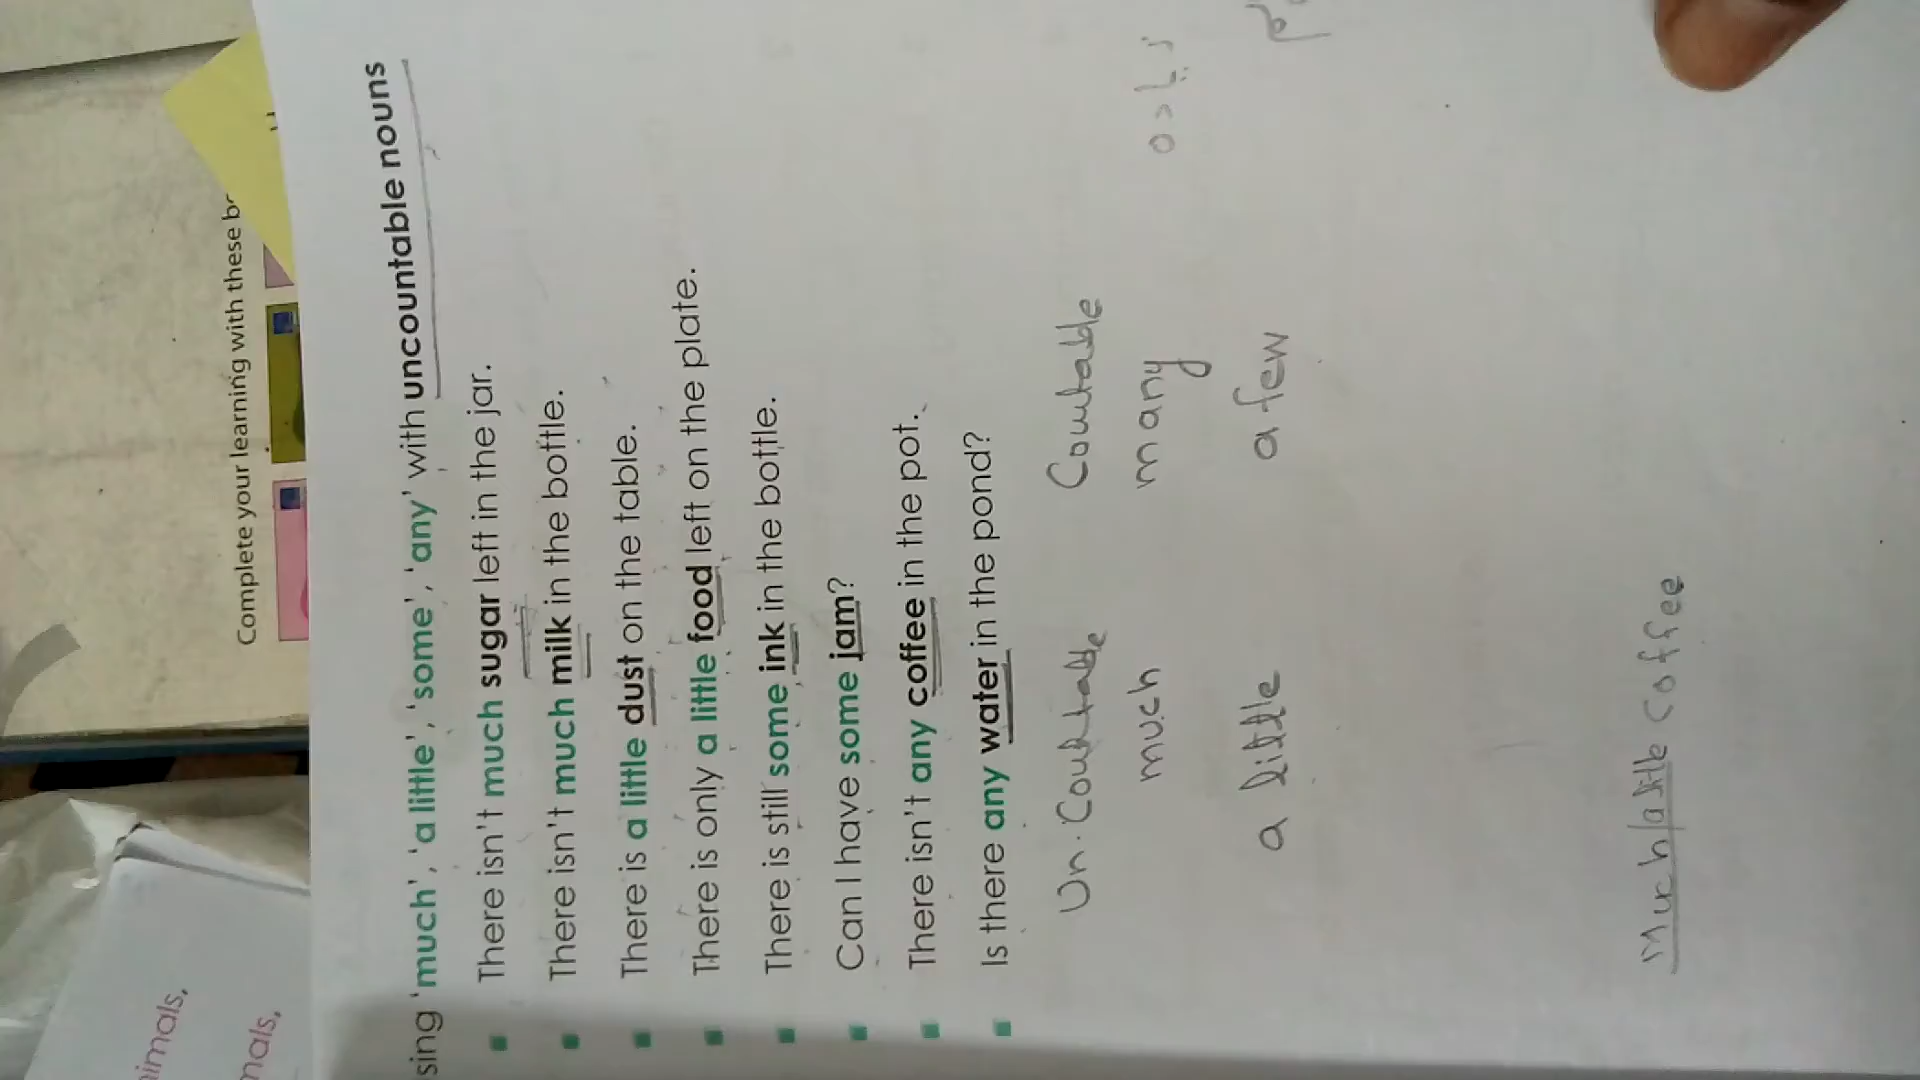 Complete your learning with these
sing 'much', 'a little', 'some', 'any' with uncountable nouns
There isn't much sugar left in the jar.
There isn't much milk in the bottle.
There is a little dust on the table.
There is only a little food left on the plate.
There is still some ink in the bottle.
Can I have some jam?
There isn't any coffee in the pot.
Is there any water in the pond?
Un.Countable Countable
much many
a little a few
Much/a little coffee
nimals,
mals,